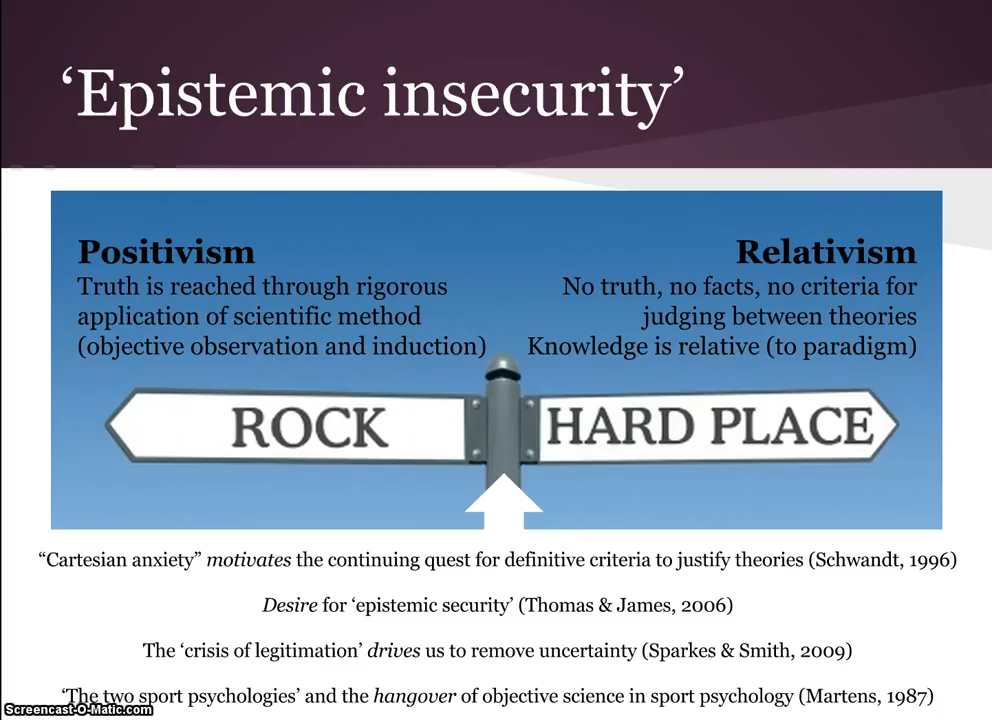 ‘Epistemic insecurity’
Positivism
Truth is reached through rigorous
application of scientific method
(objective observation and induction)
Relativism
No truth, no facts, no criteria for
judging between theories
Knowledge is relative (to paradigm)
ROCK
HARD PLACE
“Cartesian anxiety” motivates the continuing quest for definitive criteria to justify theories (Schwandt, 1996)
Desire for ‘epistemic security’ (Thomas & James, 2006)
The ‘crisis of legitimation’ drives us to remove uncertainty (Sparkes & Smith, 2009)
‘The two sport psychologies’ and the hangover of objective science in sport psychology (Martens, 1987)
Screencast-O-Matic.com